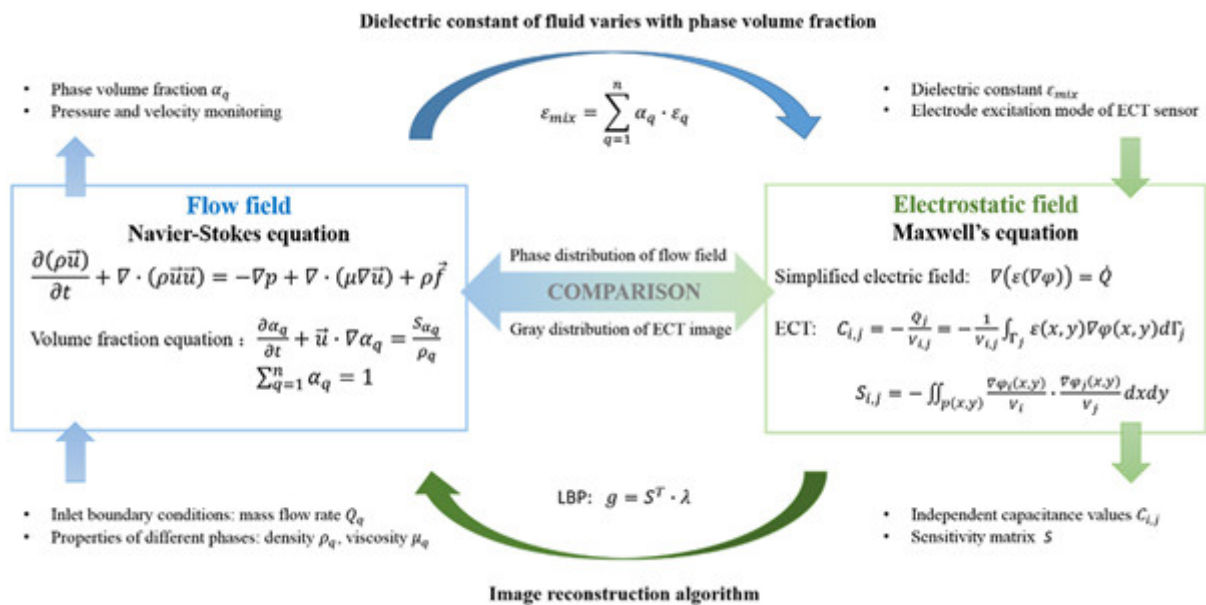 Dielectric constant of fluid varies with phase volume fraction
• Phase volume fraction α_q
• Pressure and velocity monitoring
ε_mix = ∑_{q=1}^{n} α_q · ε_q
• Dielectric constant ε_mix
• Electrode excitation mode of ECT sensor
Flow field
Navier-Stokes equation
∂(ρu⃗)/∂t + ∇ · (ρu⃗u⃗) = −∇p + ∇ · (μ∇u⃗) + ρf⃗
Volume fraction equation : ∂α_q/∂t + u⃗ · ∇α_q = S_{α_q}/ρ_q
∑_{q=1}^{n} α_q = 1
Phase distribution of flow field
COMPARISON
Gray distribution of ECT image
Electrostatic field
Maxwell's equation
Simplified electric field: ∇(ε(∇φ)) = Q̇
ECT: C_{i,j} = −Q_j/V_{i,j} = −1/V_{i,j} ∫_{Γ_j} ε(x,y)∇φ(x,y)dΓ_j
S_{i,j} = −∬_{p(x,y)} ∇φ_i(x,y)/V_i · ∇φ_j(x,y)/V_j dxdy
• Inlet boundary conditions: mass flow rate Q_q
• Properties of different phases: density ρ_q, viscosity μ_q
LBP: g = S^T · λ
• Independent capacitance values C_{i,j}
• Sensitivity matrix S
Image reconstruction algorithm